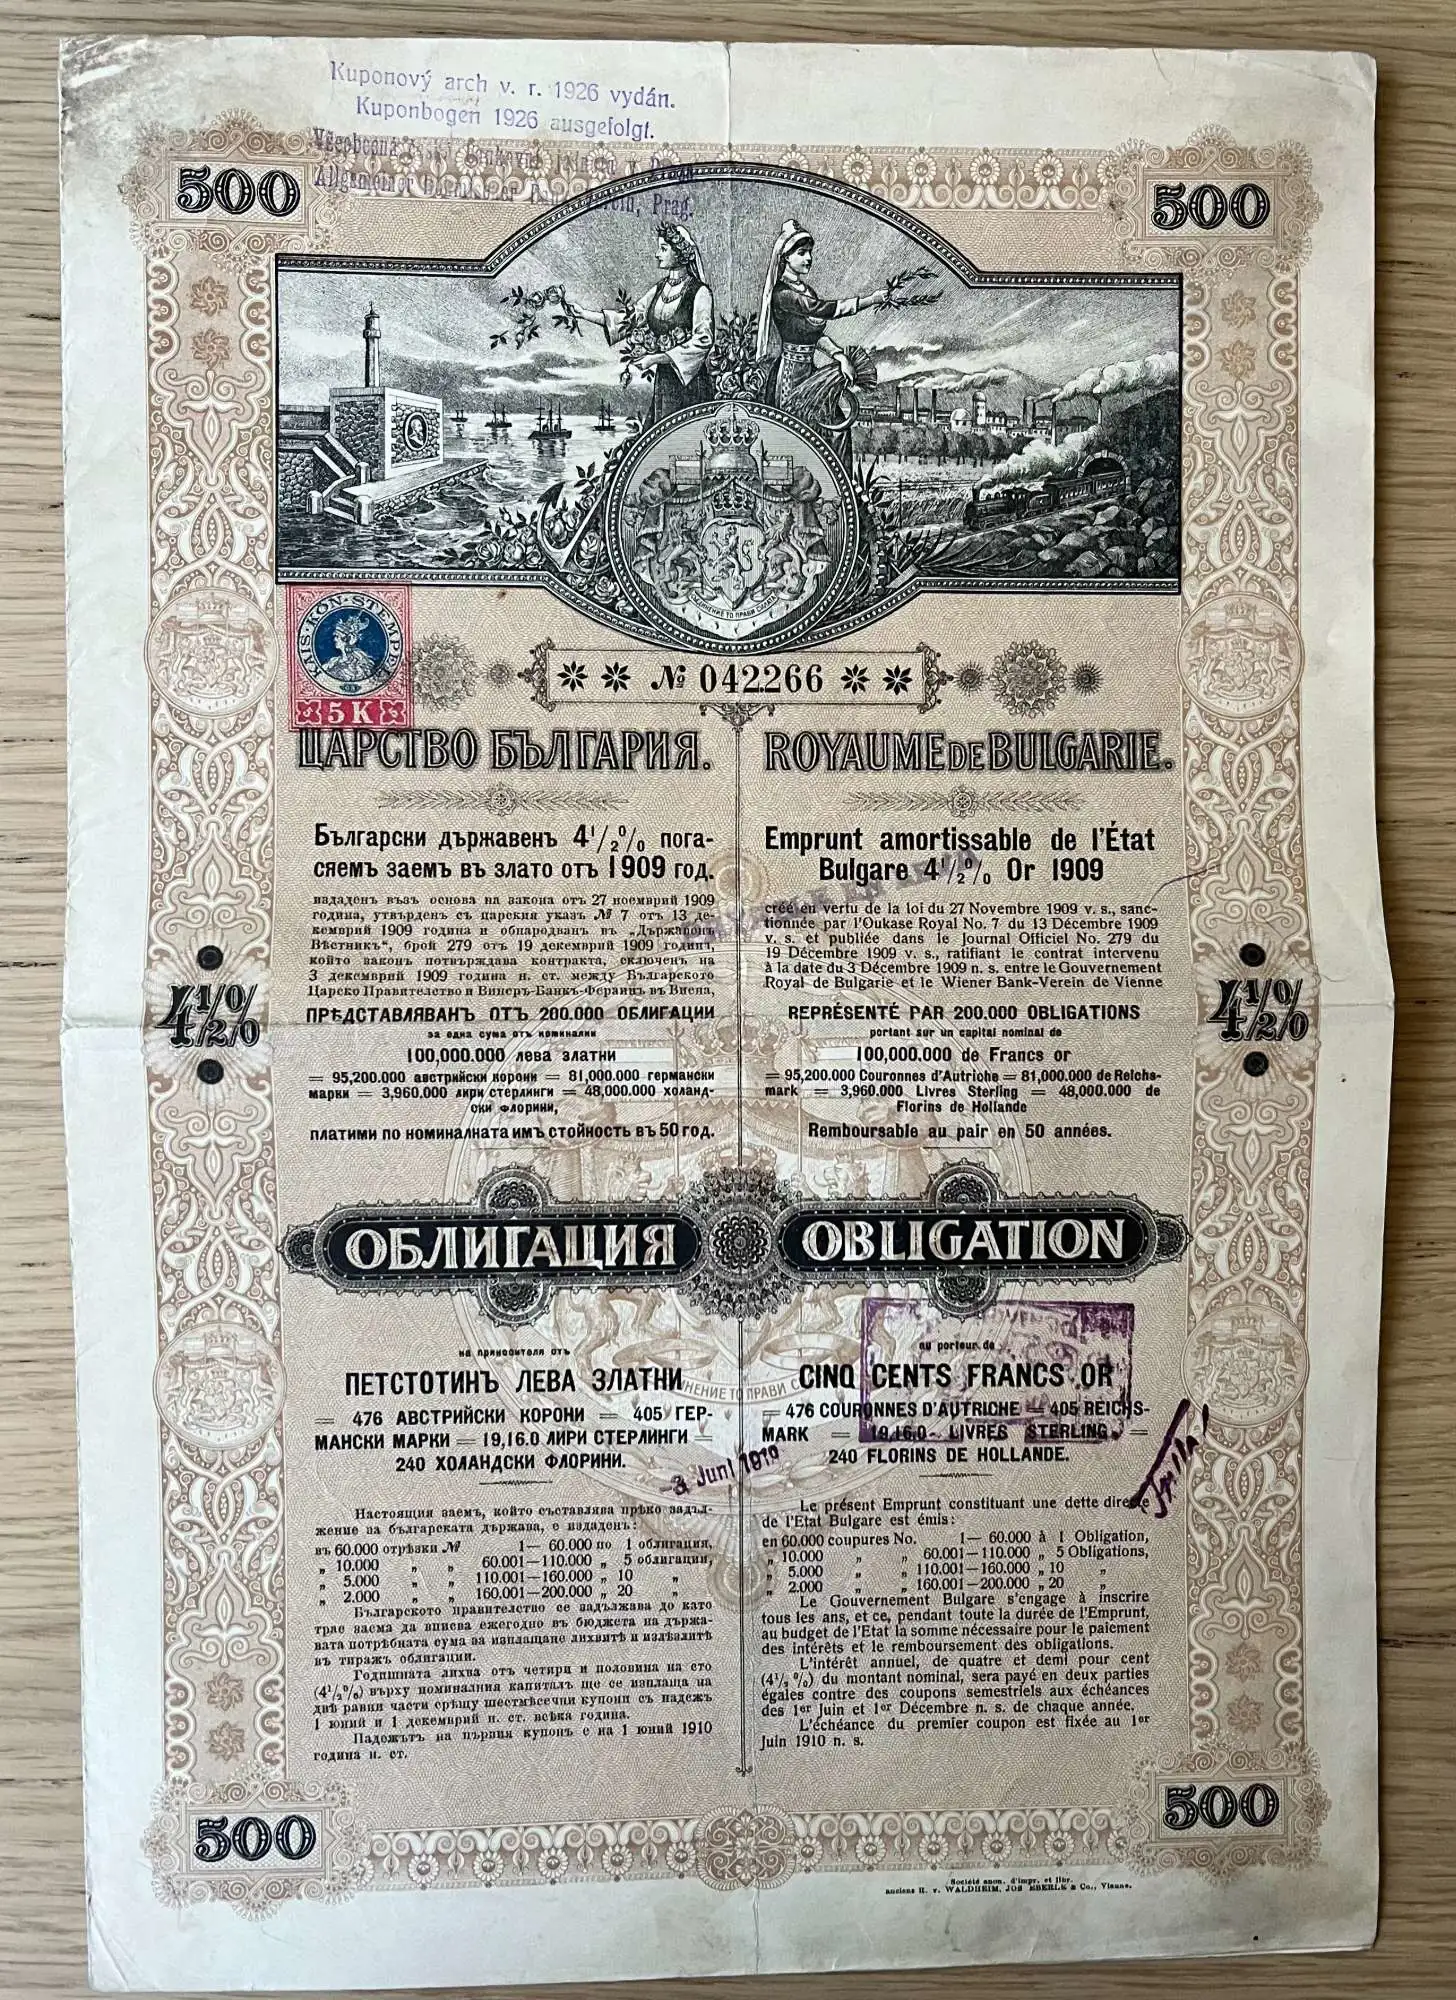 Kuponový arch v. r. 1926 vydán.
Kuponbogen 1926 ausgefolgt.
Prag.
500
500
KAIS·KÖN·STEMPEL
5 K
№ 042266
ЦАРСТВО БЪЛГАРИЯ.
Български държавенъ 4½% пога-
сяемъ заемъ въ злато отъ 1909 год.
издаденъ възъ основа на закона отъ 27 ноемврий 1909
година, утвърденъ съ царския указъ № 7 отъ 13 де-
кемврий 1909 година и обнародванъ въ „Държавенъ
Вѣстникъ“, брой 279 отъ 19 декемврий 1909 годинъ,
който законъ потвърждава контракта, сключенъ на
3 декемврий 1909 година н. ст. между Българското
Царско Правителство и Винеръ-Банкъ-Ферайнъ въ Виена,
ПРѢДСТАВЛЯВАНЪ ОТЪ 200.000 ОБЛИГАЦИИ
за една сума отъ номинални
100,000.000 лева златни
= 95,200.000 австрийски корони = 81,000.000 германски
марки = 3,960.000 лири стерлинги = 48,000.000 холанд-
ски флорини,
платими по номиналната имъ стойность въ 50 год.
ROYAUME DE BULGARIE.
Emprunt amortissable de l'État
Bulgare 4½% Or 1909
créé en vertu de la loi du 27 Novembre 1909 v. s., sanc-
tionnée par l'Oukase Royal No. 7 du 13 Décembre 1909
v. s. et publiée dans le Journal Officiel No. 279 du
19 Décembre 1909 v. s., ratifiant le contrat intervenu
à la date du 3 Décembre 1909 n. s. entre le Gouvernement
Royal de Bulgarie et le Wiener Bank-Verein de Vienne
REPRÉSENTÉ PAR 200.000 OBLIGATIONS
portant sur un capital nominal de
100,000.000 de Francs or
= 95,200.000 Couronnes d'Autriche = 81,000.000 de Reichs-
mark = 3,960.000 Livres Sterling = 48,000.000 de
Florins de Hollande
Remboursable au pair en 50 années.
4½%
4½%
ОБЛИГАЦИЯ
OBLIGATION
на приносителя отъ
ПЕТСТОТИНЪ ЛЕВА ЗЛАТНИ
= 476 АВСТРИЙСКИ КОРОНИ = 405 ГЕР-
МАНСКИ МАРКИ = 19,16.0 ЛИРИ СТЕРЛИНГИ =
240 ХОЛАНДСКИ ФЛОРИНИ.
au porteur de
CINQ CENTS FRANCS OR
= 476 COURONNES D'AUTRICHE = 405 REICHS-
MARK = 19,16.0 LIVRES STERLING =
240 FLORINS DE HOLLANDE.
-3. Juni 1919
Настоящия заемъ, който съставлява прѣко задъл-
жение на българската държава, е издаденъ:
въ 60.000 отрѣзки № 1— 60.000 по 1 облигация,
„ 10.000 „ „ 60.001—110.000 „ 5 облигации,
„ 5.000 „ „ 110.001—160.000 „ 10 „
„ 2.000 „ „ 160.001—200.000 „ 20 „
Българското правителство се задължава до като
трае заема да вписва ежегодно въ бюджета на държа-
вата потрѣбната сума за изплащане лихвитѣ и излѣзлитѣ
въ тиражъ облигации.
Годишната лихва отъ четири и половина на сто
(4½%) върху номиналния капиталъ ще се изплаща на
двѣ равни части срѣщу шестмѣсечни купони съ падежъ
1 юний и 1 декемврий н. ст. всѣка година.
Падежътъ на първия купонъ е на 1 юний 1910
година н. ст.
Le présent Emprunt constituant une dette directe
de l'Etat Bulgare est émis:
en 60.000 coupures No. 1— 60.000 à 1 Obligation,
„ 10.000 „ „ 60.001—110.000 „ 5 Obligations,
„ 5.000 „ „ 110.001—160.000 „ 10 „
„ 2.000 „ „ 160.001—200.000 „ 20 „
Le Gouvernement Bulgare s'engage à inscrire
tous les ans, et ce, pendant toute la durée de l'Emprunt,
au budget de l'Etat la somme nécessaire pour le paiement
des intérêts et le remboursement des obligations.
L'intérêt annuel, de quatre et demi pour cent
(4½%) du montant nominal, sera payé en deux parties
égales contre des coupons semestriels aux échéances
des 1er Juin et 1er Décembre n. s. de chaque année.
L'échéance du premier coupon est fixée au 1er
Juin 1910 n. s.
500
500
Société anon. d'impr. et libr.
anciens H. v. WALDHEIM, JOS EBERLE & Co., Vienne.